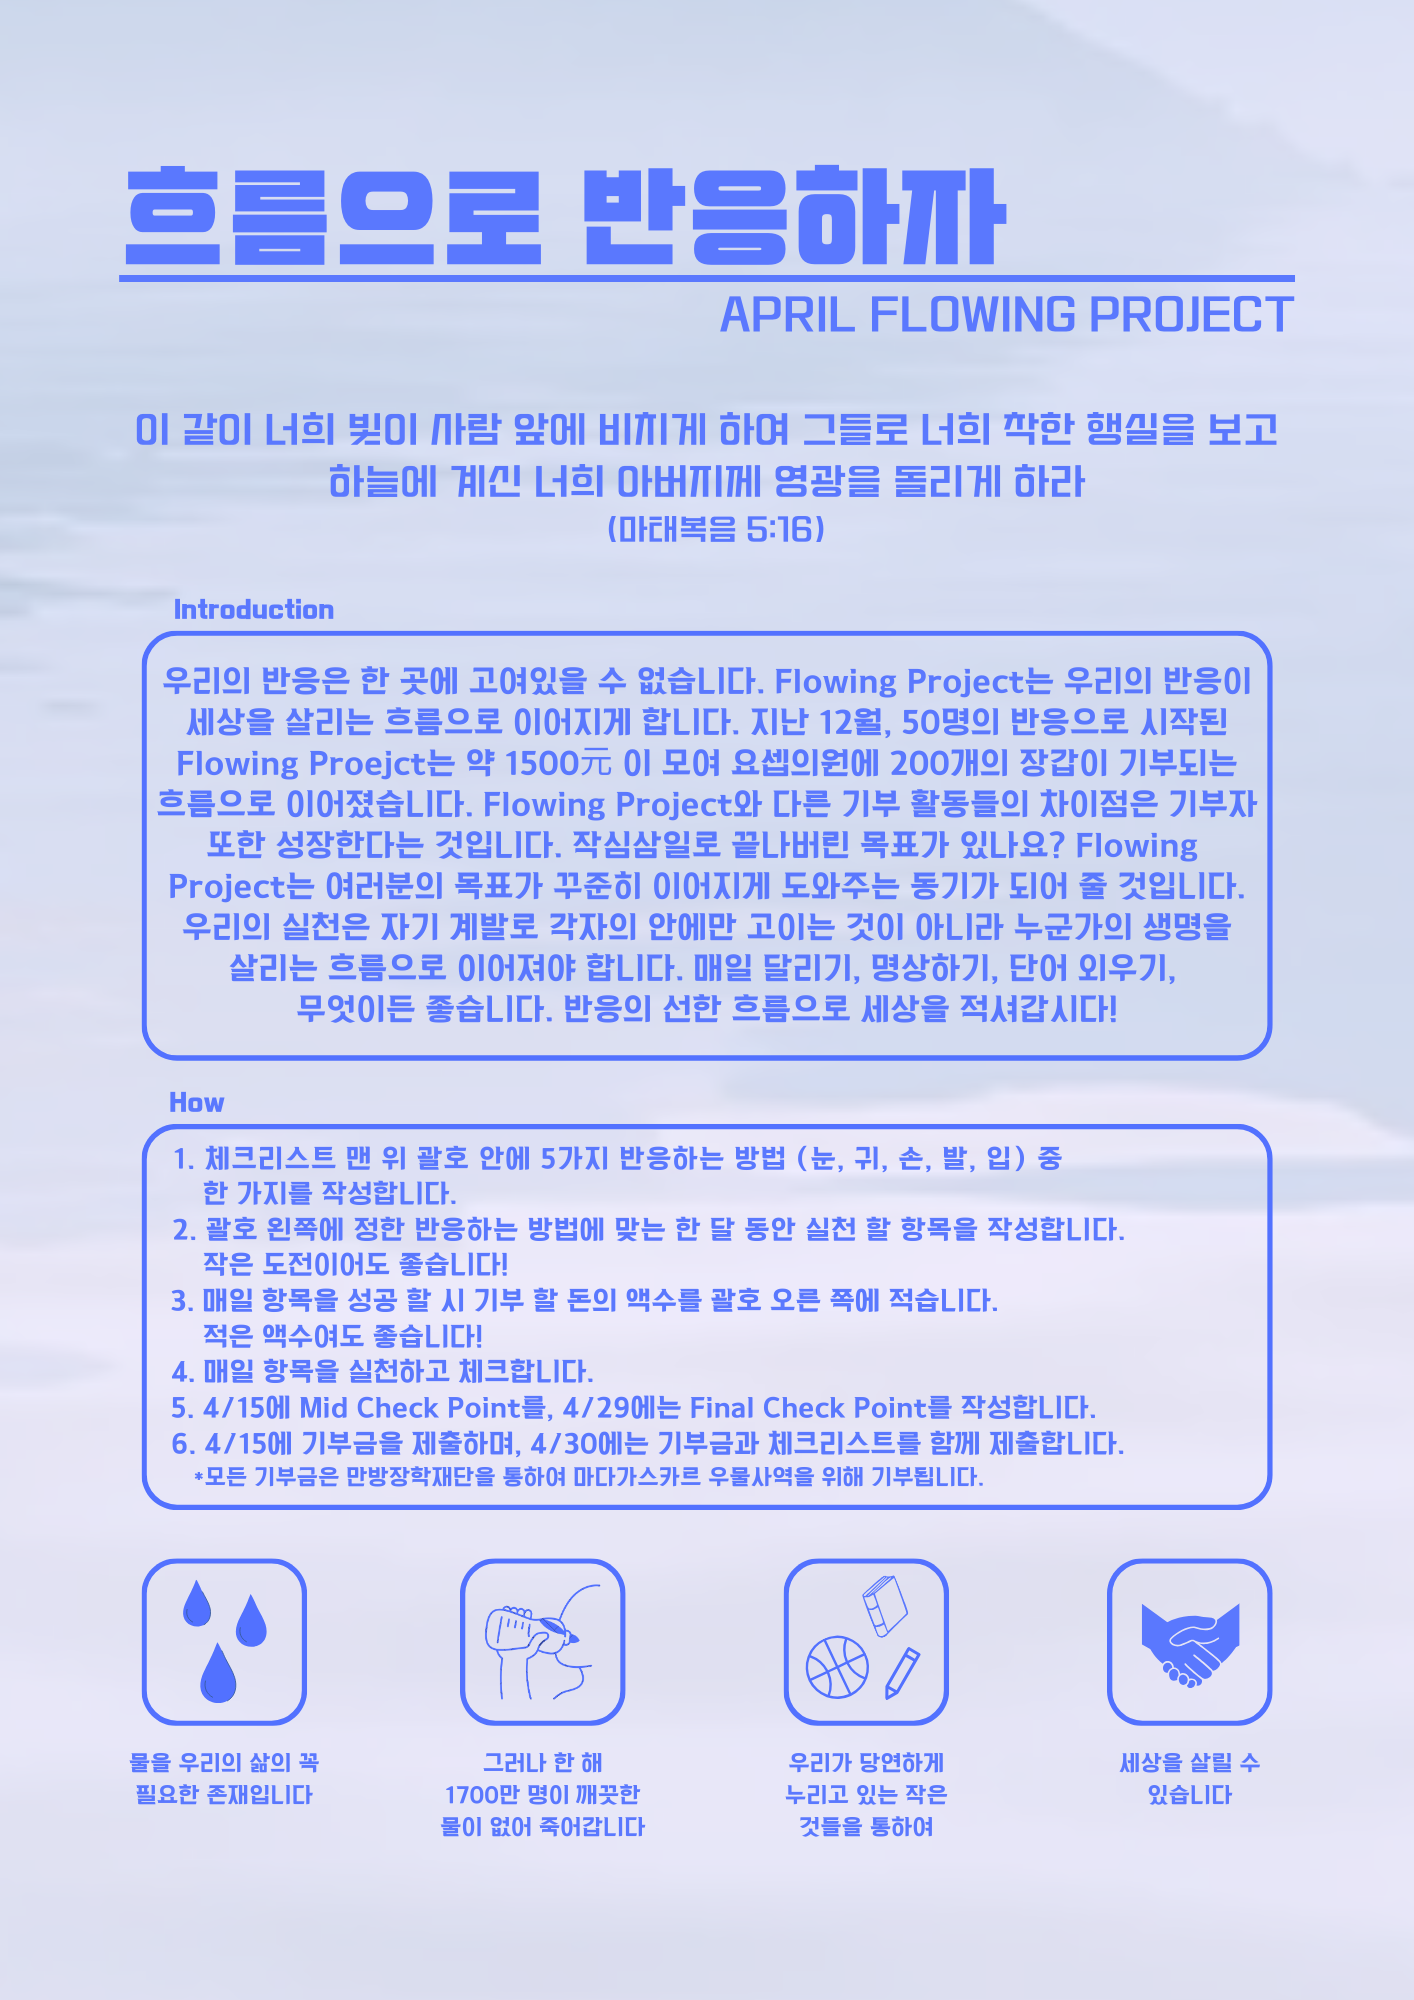 흐름으로 반응하자
APRIL FLOWING PROJECT
이 같이 너희 빛이 사람 앞에 비치게 하여 그들로 너희 착한 행실을 보고
하늘에 계신 너희 아버지께 영광을 돌리게 하라
(마태복음 5:16)
Introduction
우리의 반응은 한 곳에 고여있을 수 없습니다. Flowing Project는 우리의 반응이
세상을 살리는 흐름으로 이어지게 합니다. 지난 12월, 50명의 반응으로 시작된
Flowing Proejct는 약 1500元 이 모여 요셉의원에 200개의 장갑이 기부되는
흐름으로 이어졌습니다. Flowing Project와 다른 기부 활동들의 차이점은 기부자
또한 성장한다는 것입니다. 작심삼일로 끝나버린 목표가 있나요? Flowing
Project는 여러분의 목표가 꾸준히 이어지게 도와주는 동기가 되어 줄 것입니다.
우리의 실천은 자기 계발로 각자의 안에만 고이는 것이 아니라 누군가의 생명을
살리는 흐름으로 이어져야 합니다. 매일 달리기, 명상하기, 단어 외우기,
무엇이든 좋습니다. 반응의 선한 흐름으로 세상을 적셔갑시다!
How
1. 체크리스트 맨 위 괄호 안에 5가지 반응하는 방법 (눈, 귀, 손, 발, 입) 중
한 가지를 작성합니다.
2. 괄호 왼쪽에 정한 반응하는 방법에 맞는 한 달 동안 실천 할 항목을 작성합니다.
작은 도전이어도 좋습니다!
3. 매일 항목을 성공 할 시 기부 할 돈의 액수를 괄호 오른 쪽에 적습니다.
적은 액수여도 좋습니다!
4. 매일 항목을 실천하고 체크합니다.
5. 4/15에 Mid Check Point를, 4/29에는 Final Check Point를 작성합니다.
6. 4/15에 기부금을 제출하며, 4/30에는 기부금과 체크리스트를 함께 제출합니다.
*모든 기부금은 만방장학재단을 통하여 마다가스카르 우물사역을 위해 기부됩니다.
물을 우리의 삶의 꼭
필요한 존재입니다
그러나 한 해
1700만 명이 깨끗한
물이 없어 죽어갑니다
우리가 당연하게
누리고 있는 작은
것들을 통하여
세상을 살릴 수
있습니다